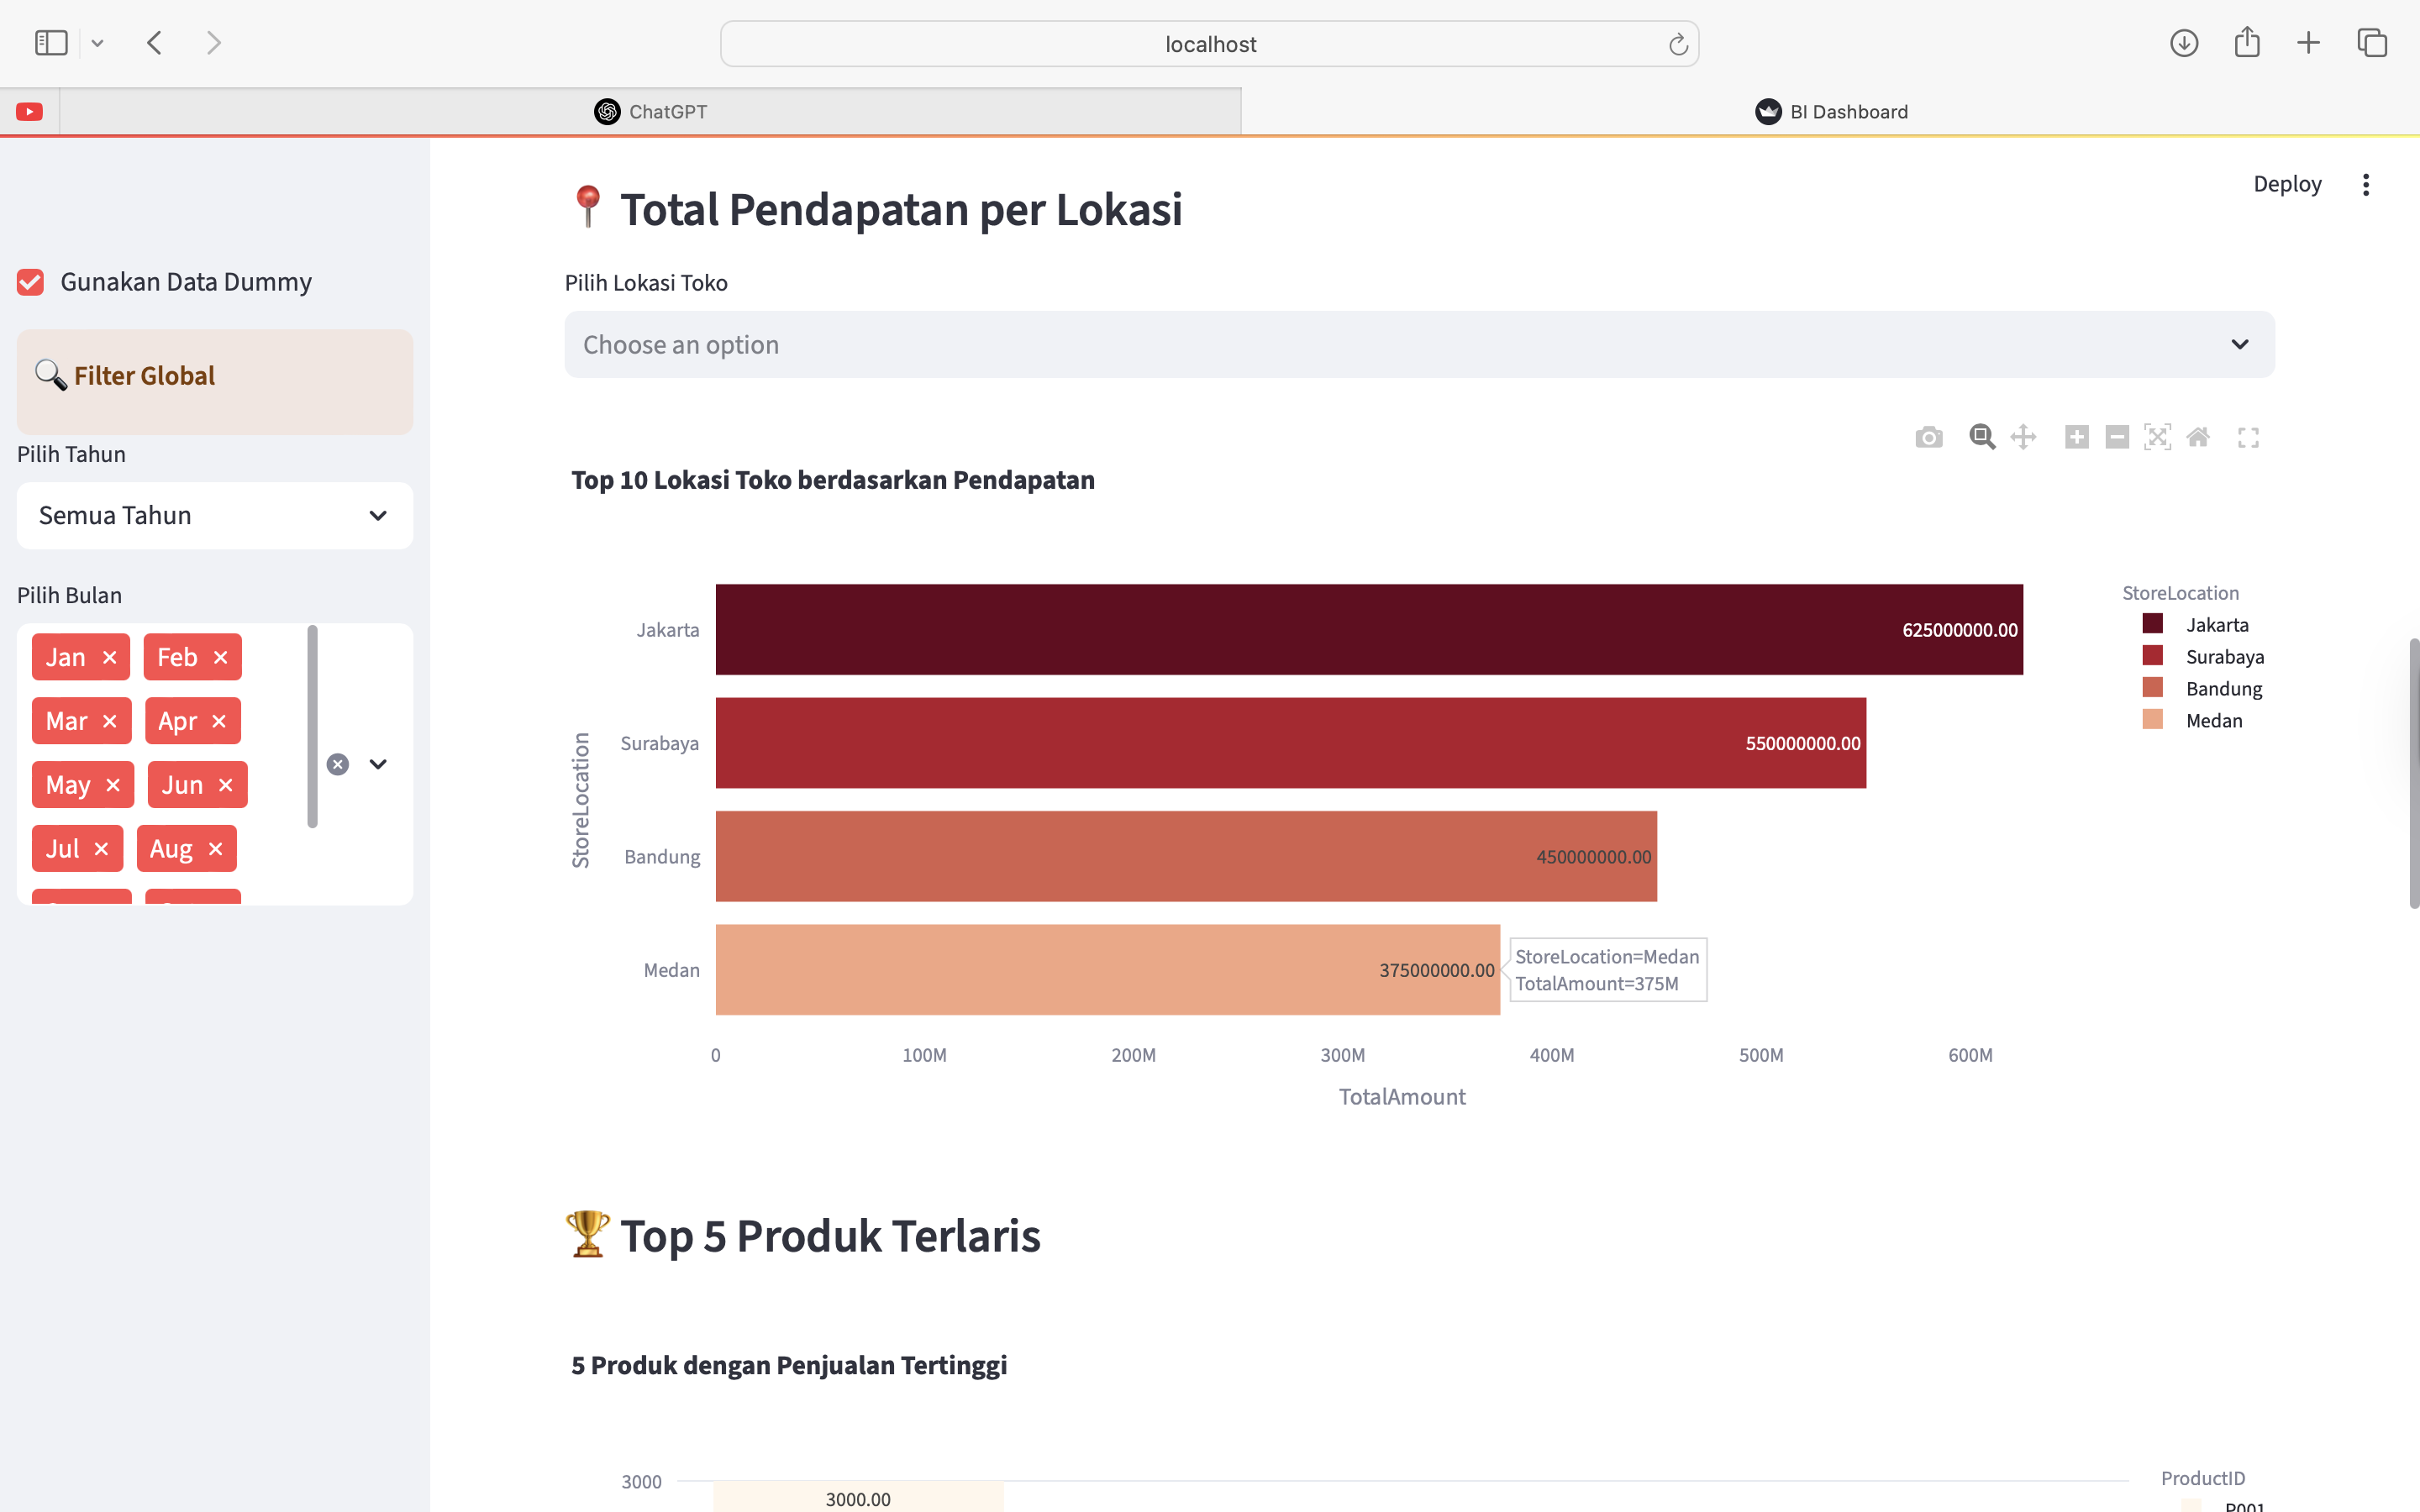 localhost
ChatGPT
BI Dashboard
Deploy
Gunakan Data Dummy
Filter Global
Pilih Tahun
Semua Tahun
Pilih Bulan
Jan
Feb
Mar
Apr
May
Jun
Jul
Aug
Total Pendapatan per Lokasi
Pilih Lokasi Toko
Choose an option
Top 10 Lokasi Toko berdasarkan Pendapatan
StoreLocation
Jakarta
625000000.00
Surabaya
550000000.00
Bandung
450000000.00
Medan
375000000.00
StoreLocation=Medan
TotalAmount=375M
0 100M 200M 300M 400M 500M 600M
TotalAmount
StoreLocation
Jakarta
Surabaya
Bandung
Medan
Top 5 Produk Terlaris
5 Produk dengan Penjualan Tertinggi
3000
3000.00
ProductID
P001